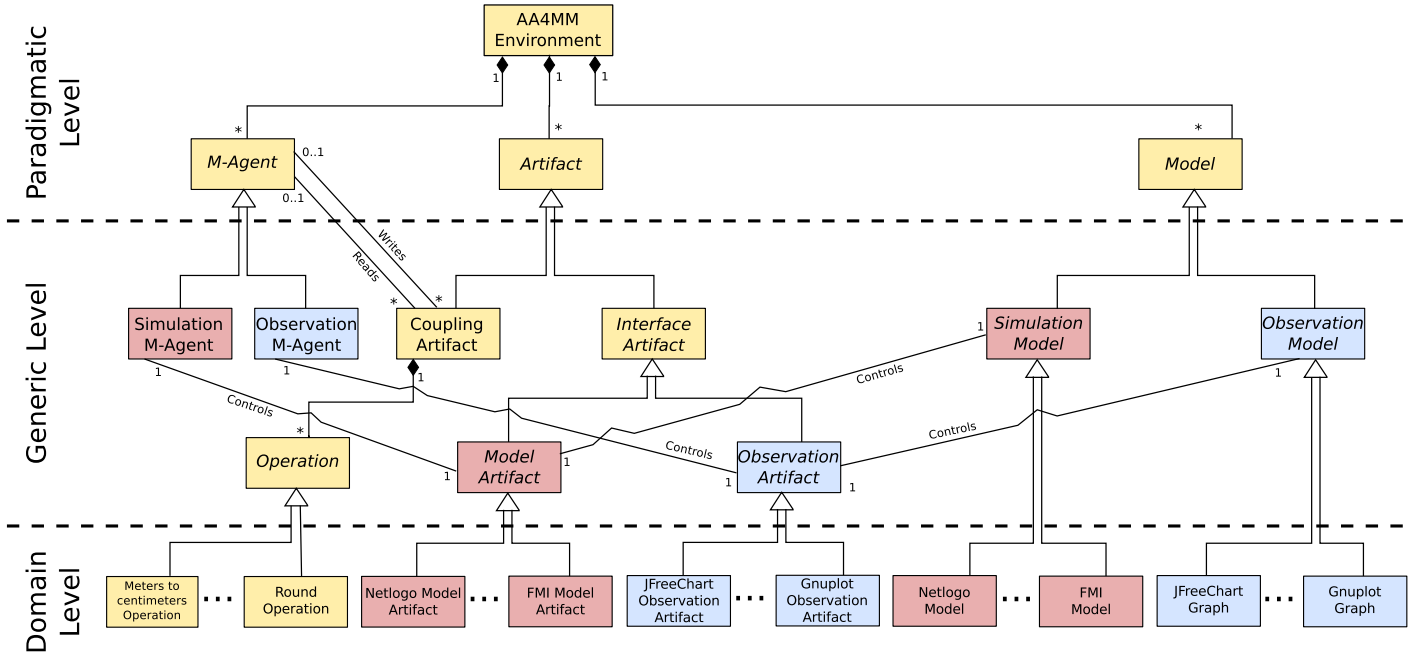 AA4MM
Environment
1
1
1
Paradigmatic
Level
*
*
*
M-Agent
0..1
0..1
Artifact
Model
Writes
Reads
Generic Level
*
*
Simulation
M-Agent
Observation
M-Agent
Coupling
Artifact
Interface
Artifact
1
Simulation
Model
Observation
Model
1
1
1
1
Controls
Controls
Controls
Controls
*
Operation
1
Model
Artifact
1
1
Observation
Artifact
1
Domain
Level
Meters to
centimeters
Operation
...
Round
Operation
Netlogo Model
Artifact
...
FMI Model
Artifact
JFreeChart
Observation
Artifact
...
Gnuplot
Observation
Artifact
Netlogo
Model
...
FMI
Model
JFreeChart
Graph
...
Gnuplot
Graph